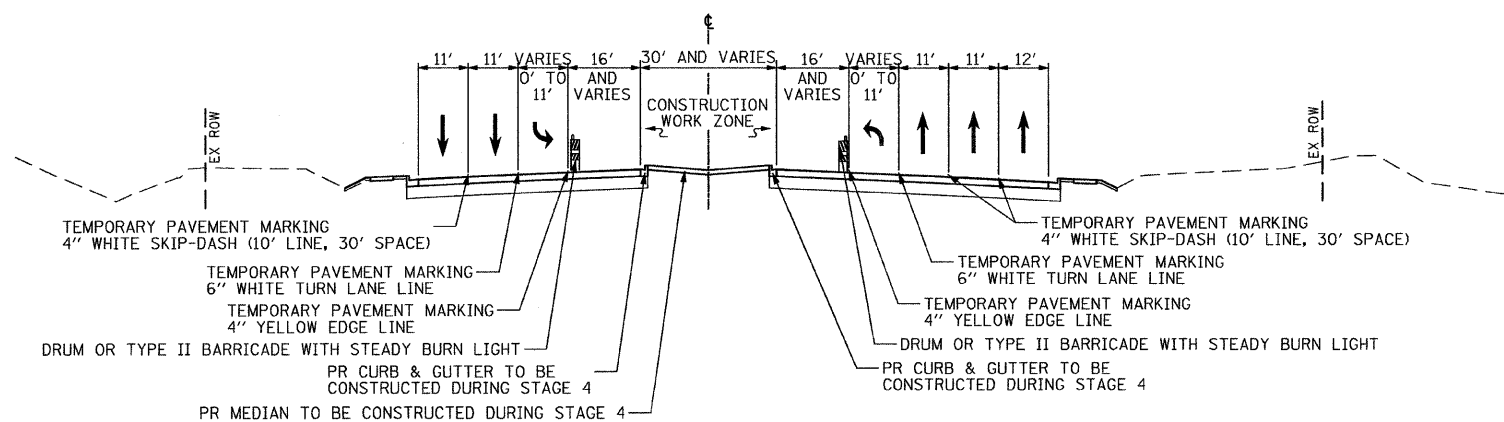 ℄
11' 11' VARIES 0' TO 11' 16' AND VARIES 30' AND VARIES 16' AND VARIES VARIES 0' TO 11' 11' 11' 12'
CONSTRUCTION
WORK ZONE
EX ROW
EX ROW
TEMPORARY PAVEMENT MARKING
4" WHITE SKIP-DASH (10' LINE, 30' SPACE)
TEMPORARY PAVEMENT MARKING
6" WHITE TURN LANE LINE
TEMPORARY PAVEMENT MARKING
4" YELLOW EDGE LINE
DRUM OR TYPE II BARRICADE WITH STEADY BURN LIGHT
PR CURB & GUTTER TO BE
CONSTRUCTED DURING STAGE 4
PR MEDIAN TO BE CONSTRUCTED DURING STAGE 4
TEMPORARY PAVEMENT MARKING
4" WHITE SKIP-DASH (10' LINE, 30' SPACE)
TEMPORARY PAVEMENT MARKING
6" WHITE TURN LANE LINE
TEMPORARY PAVEMENT MARKING
4" YELLOW EDGE LINE
DRUM OR TYPE II BARRICADE WITH STEADY BURN LIGHT
PR CURB & GUTTER TO BE
CONSTRUCTED DURING STAGE 4